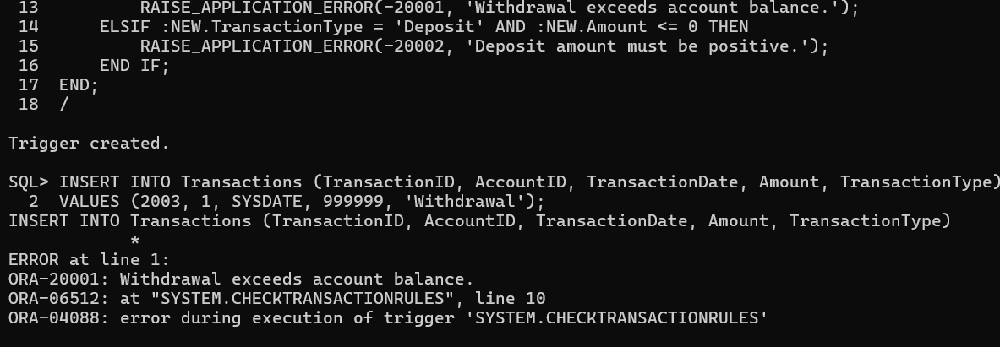 13          RAISE_APPLICATION_ERROR(-20001, 'Withdrawal exceeds account balance.');
14      ELSIF :NEW.TransactionType = 'Deposit' AND :NEW.Amount <= 0 THEN
15          RAISE_APPLICATION_ERROR(-20002, 'Deposit amount must be positive.');
16      END IF;
17  END;
18  /
Trigger created.
SQL> INSERT INTO Transactions (TransactionID, AccountID, TransactionDate, Amount, TransactionType)
  2  VALUES (2003, 1, SYSDATE, 999999, 'Withdrawal');
INSERT INTO Transactions (TransactionID, AccountID, TransactionDate, Amount, TransactionType)
            *
ERROR at line 1:
ORA-20001: Withdrawal exceeds account balance.
ORA-06512: at "SYSTEM.CHECKTRANSACTIONRULES", line 10
ORA-04088: error during execution of trigger 'SYSTEM.CHECKTRANSACTIONRULES'